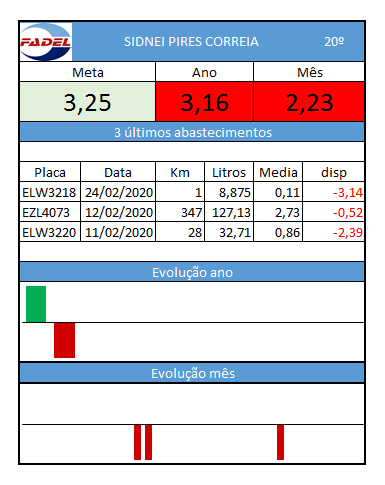 FADEL SIDNEI PIRES CORREIA 20º
Meta Ano Mês
3,25 3,16 2,23
3 últimos abastecimentos
Placa Data Km Litros Media disp
ELW3218 24/02/2020 1 8,875 0,11 -3,14
EZL4073 12/02/2020 347 127,13 2,73 -0,52
ELW3220 11/02/2020 28 32,71 0,86 -2,39
Evolução ano
Evolução mês